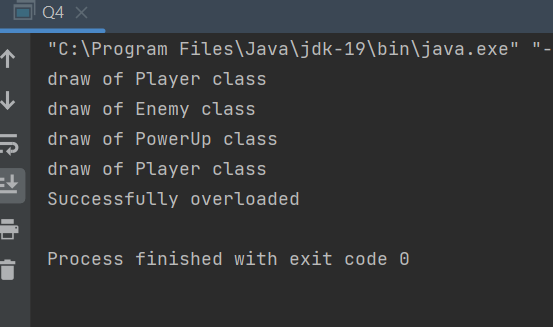 Q4
"C:\Program Files\Java\jdk-19\bin\java.exe" "-
draw of Player class
draw of Enemy class
draw of PowerUp class
draw of Player class
Successfully overloaded
Process finished with exit code 0